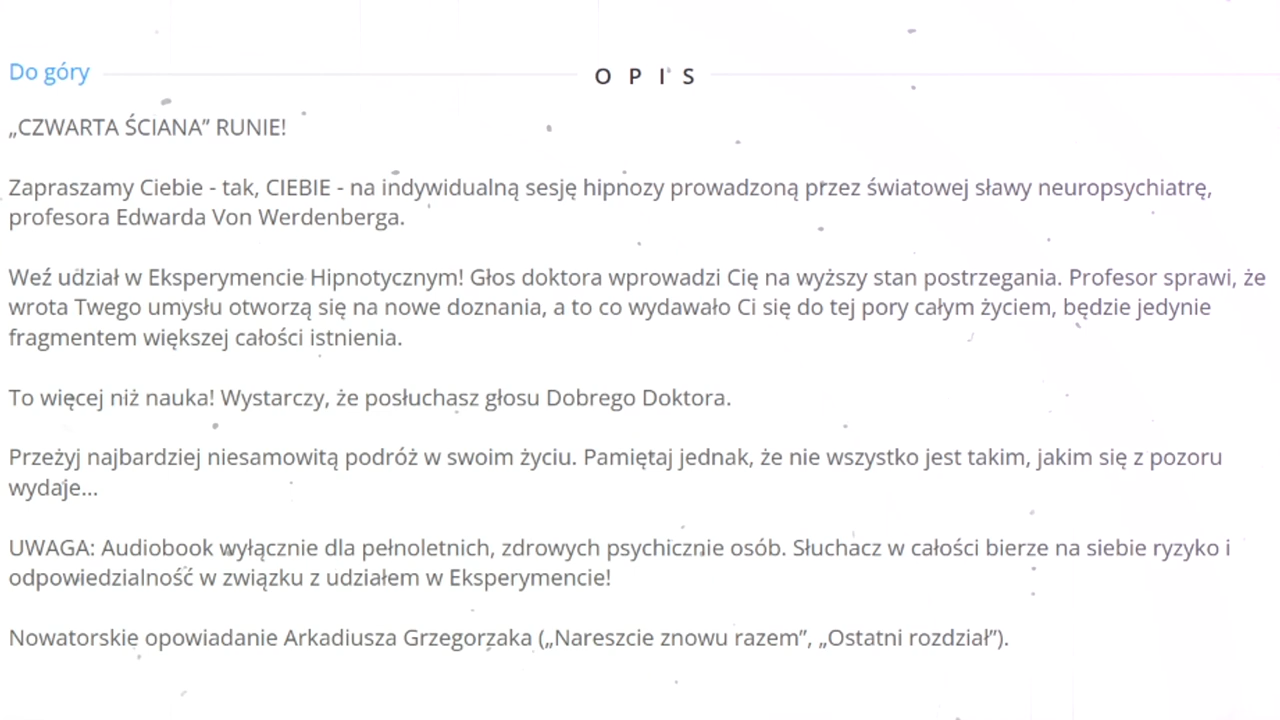 Do góry
OPIS
„CZWARTA ŚCIANA” RUNIE!
Zapraszamy Ciebie - tak, CIEBIE - na indywidualną sesję hipnozy prowadzoną przez światowej sławy neuropsychiatrę,
profesora Edwarda Von Werdenberga.
Weź udział w Eksperymencie Hipnotycznym! Głos doktora wprowadzi Cię na wyższy stan postrzegania. Profesor sprawi, że
wrota Twego umysłu otworzą się na nowe doznania, a to co wydawało Ci się do tej pory całym życiem, będzie jedynie
fragmentem większej całości istnienia.
To więcej niż nauka! Wystarczy, że posłuchasz głosu Dobrego Doktora.
Przeżyj najbardziej niesamowitą podróż w swoim życiu. Pamiętaj jednak, że nie wszystko jest takim, jakim się z pozoru
wydaje...
UWAGA: Audiobook wyłącznie dla pełnoletnich, zdrowych psychicznie osób. Słuchacz w całości bierze na siebie ryzyko i
odpowiedzialność w związku z udziałem w Eksperymencie!
Nowatorskie opowiadanie Arkadiusza Grzegorzaka („Nareszcie znowu razem”, „Ostatni rozdział”).